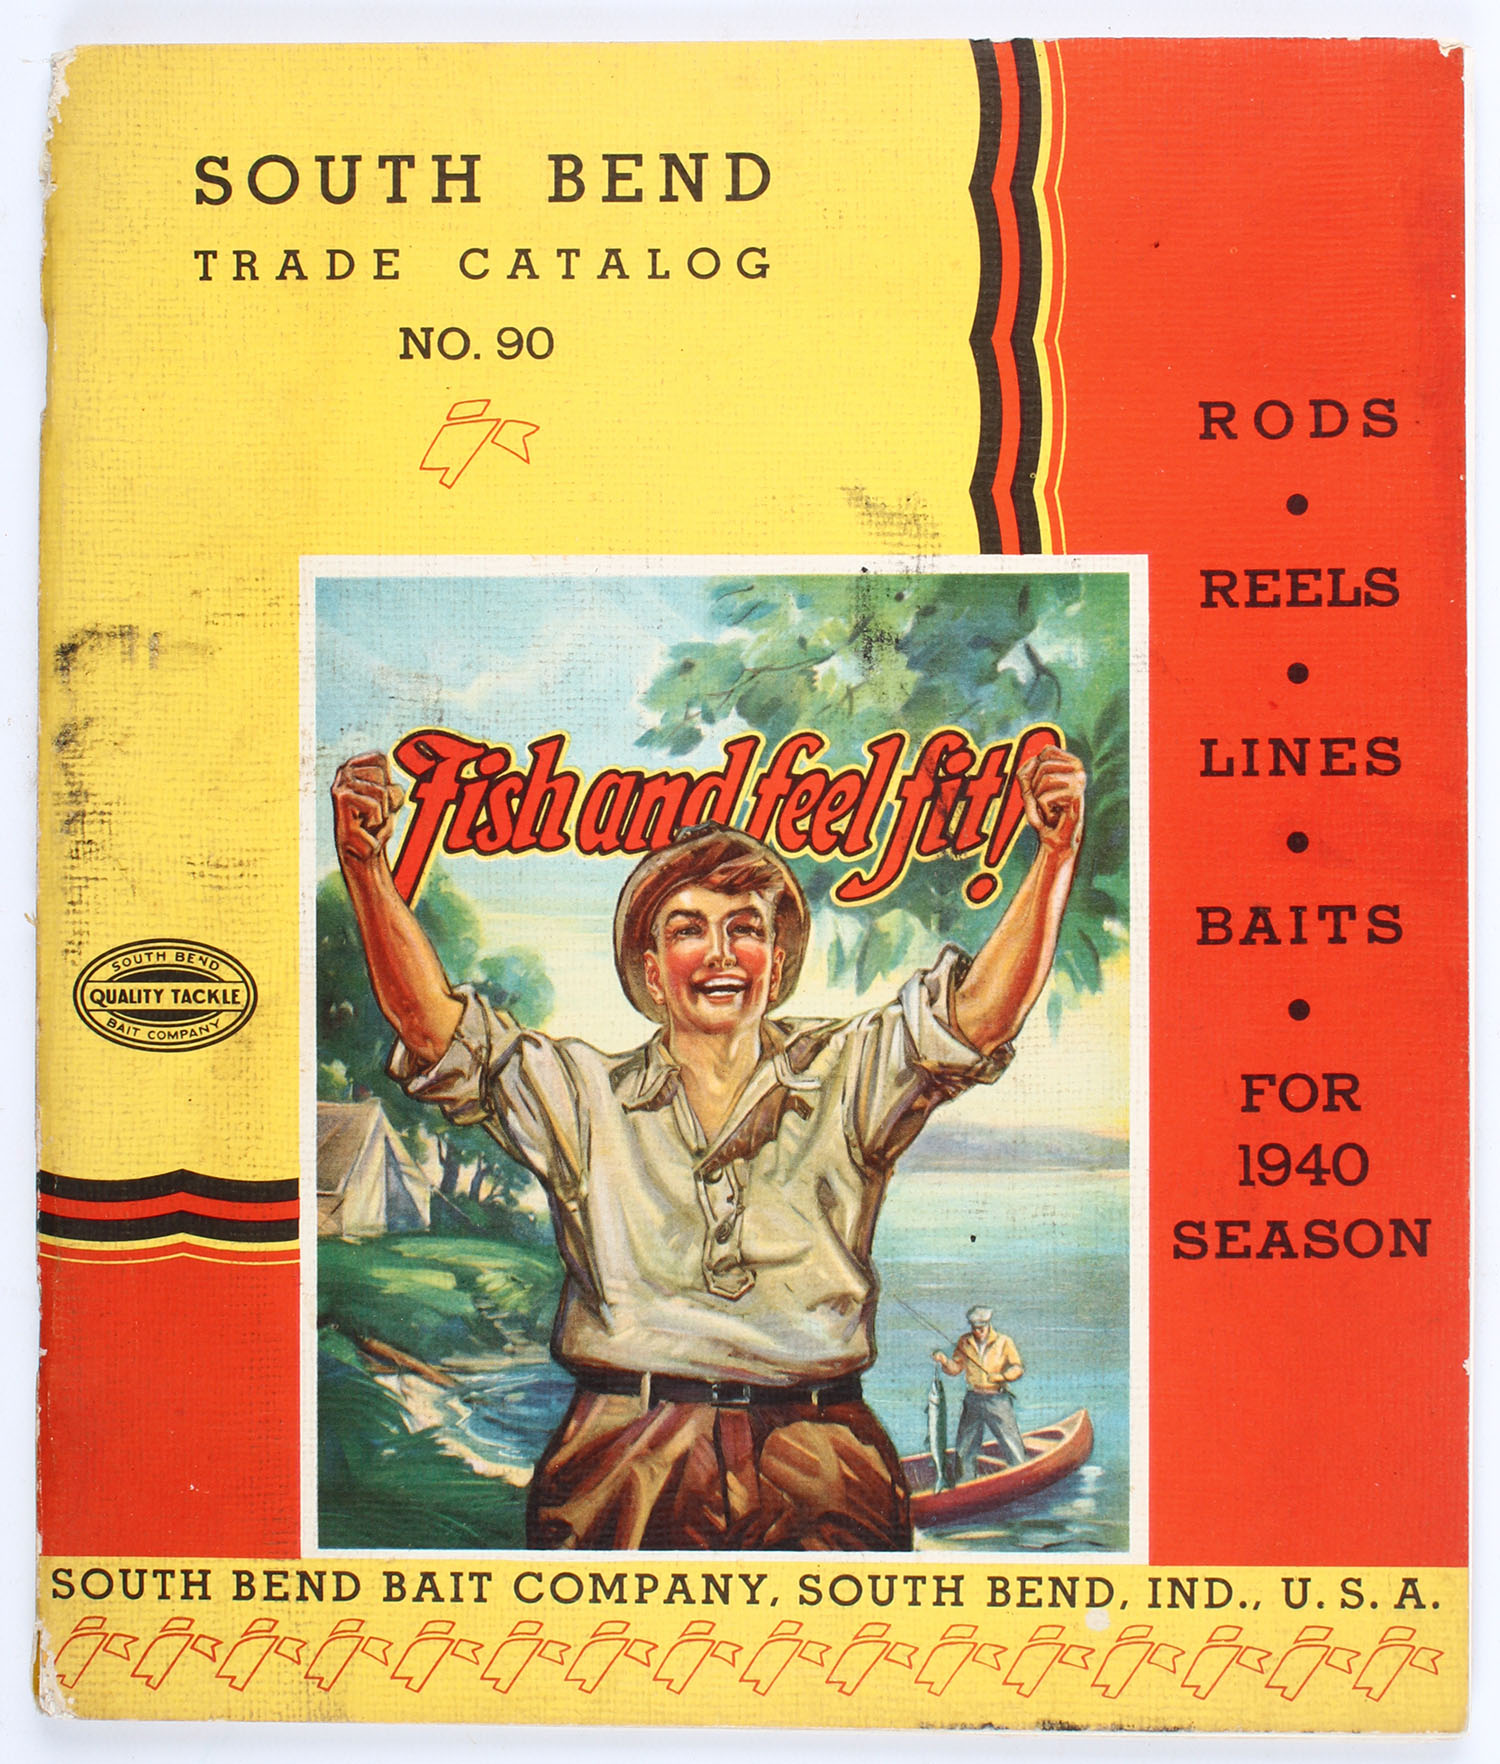 SOUTH BEND
TRADE CATALOG
NO. 90
RODS
•
REELS
•
LINES
•
BAITS
•
FOR
1940
SEASON
Fish and feel fit!
SOUTH BEND
QUALITY TACKLE
BAIT COMPANY
SOUTH BEND BAIT COMPANY, SOUTH BEND, IND., U. S. A.